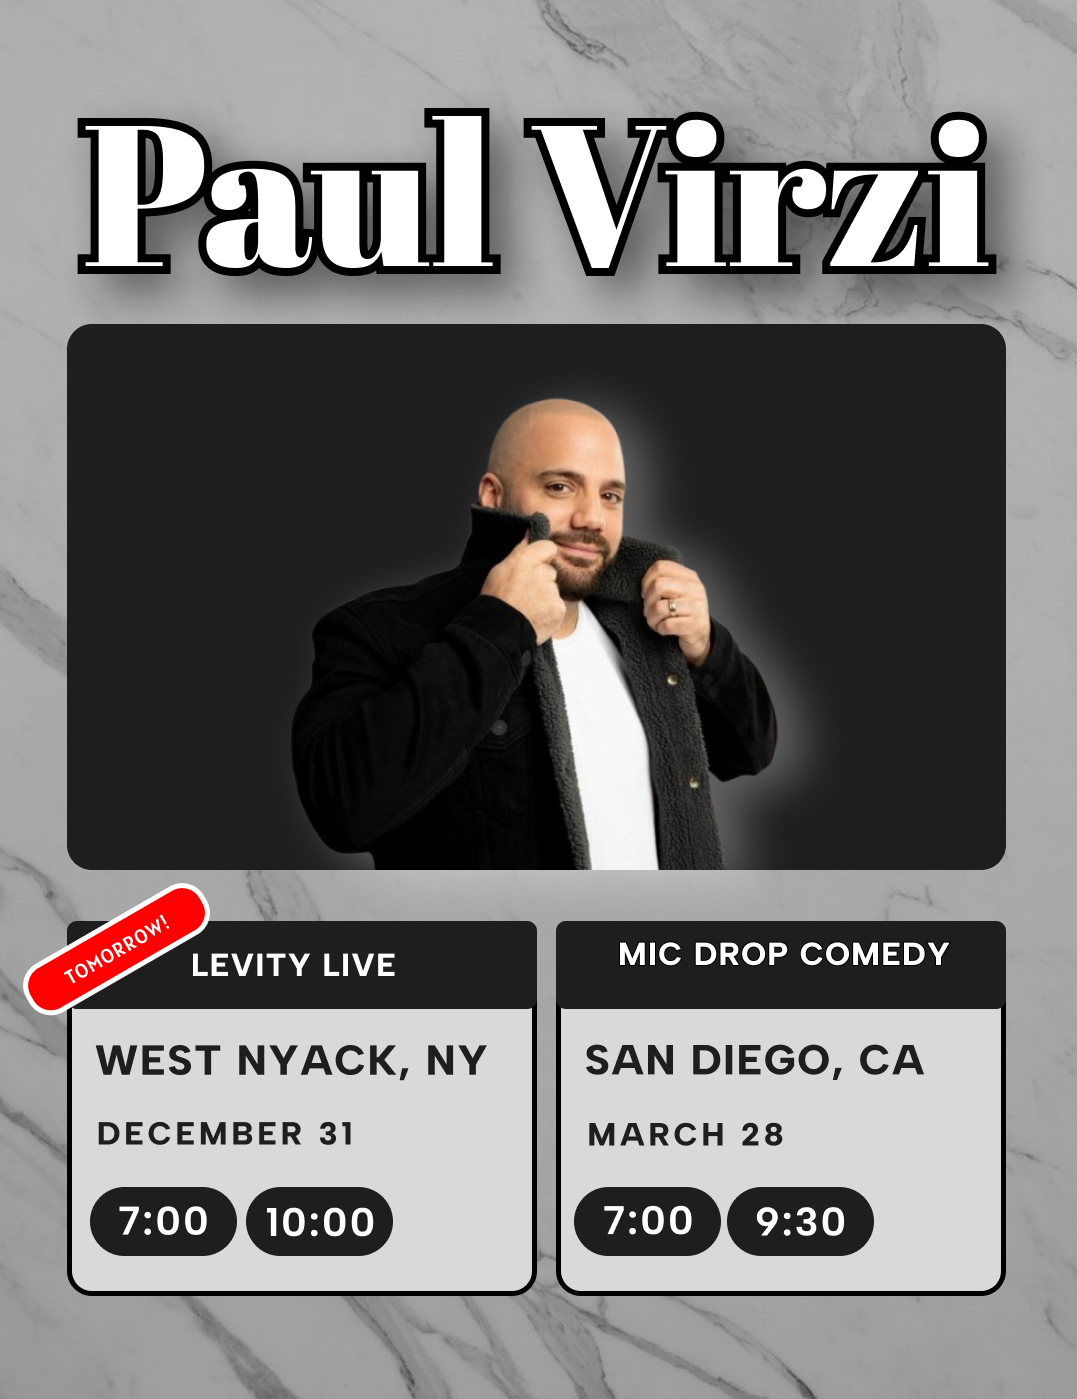 Paul Virzi
TOMORROW!
LEVITY LIVE
WEST NYACK, NY
DECEMBER 31
7:00 10:00
MIC DROP COMEDY
SAN DIEGO, CA
MARCH 28
7:00 9:30